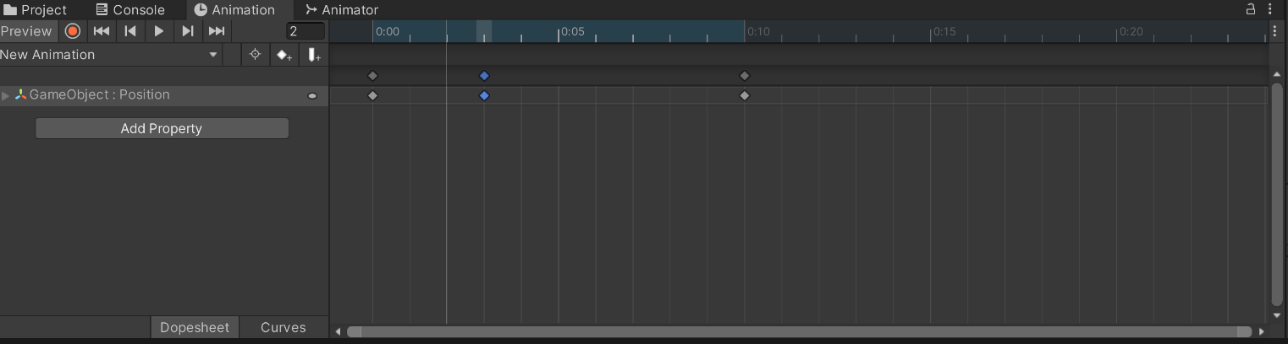 Project Console Animation Animator
Preview 2 0:00 0:05 0:10 0:15 0:20
New Animation
GameObject : Position
Add Property
Dopesheet Curves